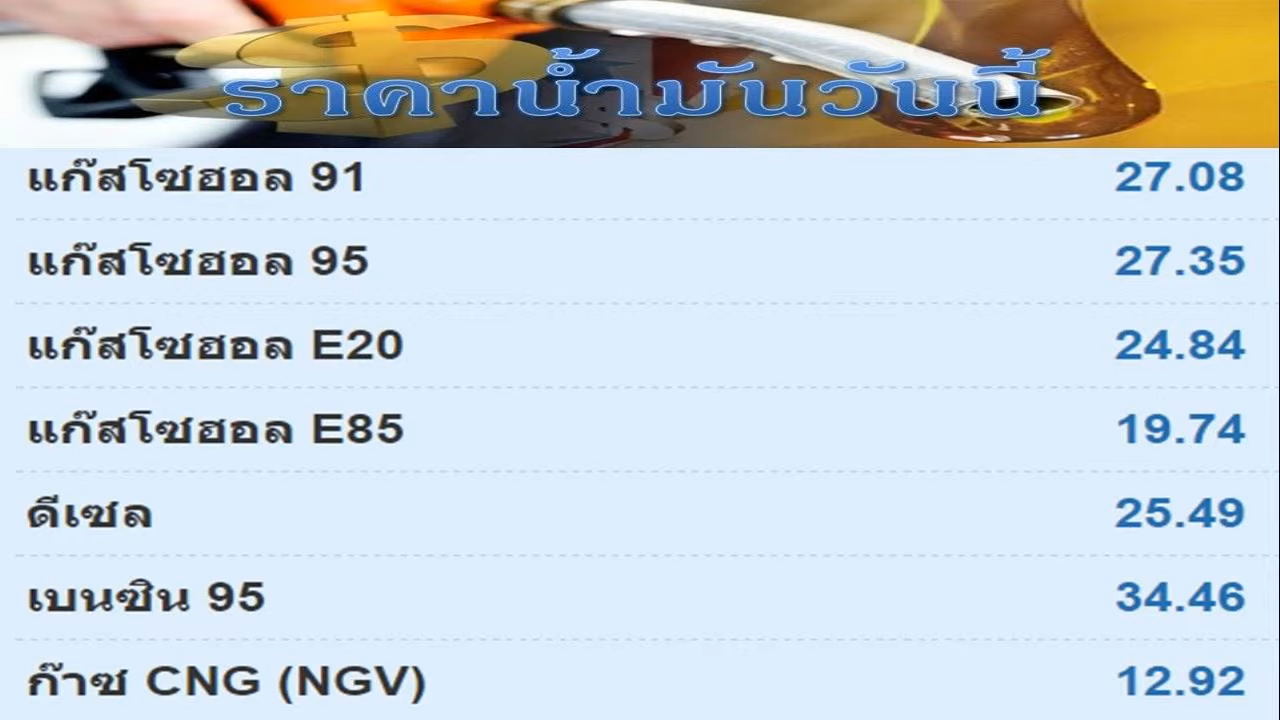 ราคาน้ำมันวันนี้
แก๊สโซฮอล 91 27.08
แก๊สโซฮอล 95 27.35
แก๊สโซฮอล E20 24.84
แก๊สโซฮอล E85 19.74
ดีเซล 25.49
เบนซิน 95 34.46
ก๊าซ CNG (NGV) 12.92